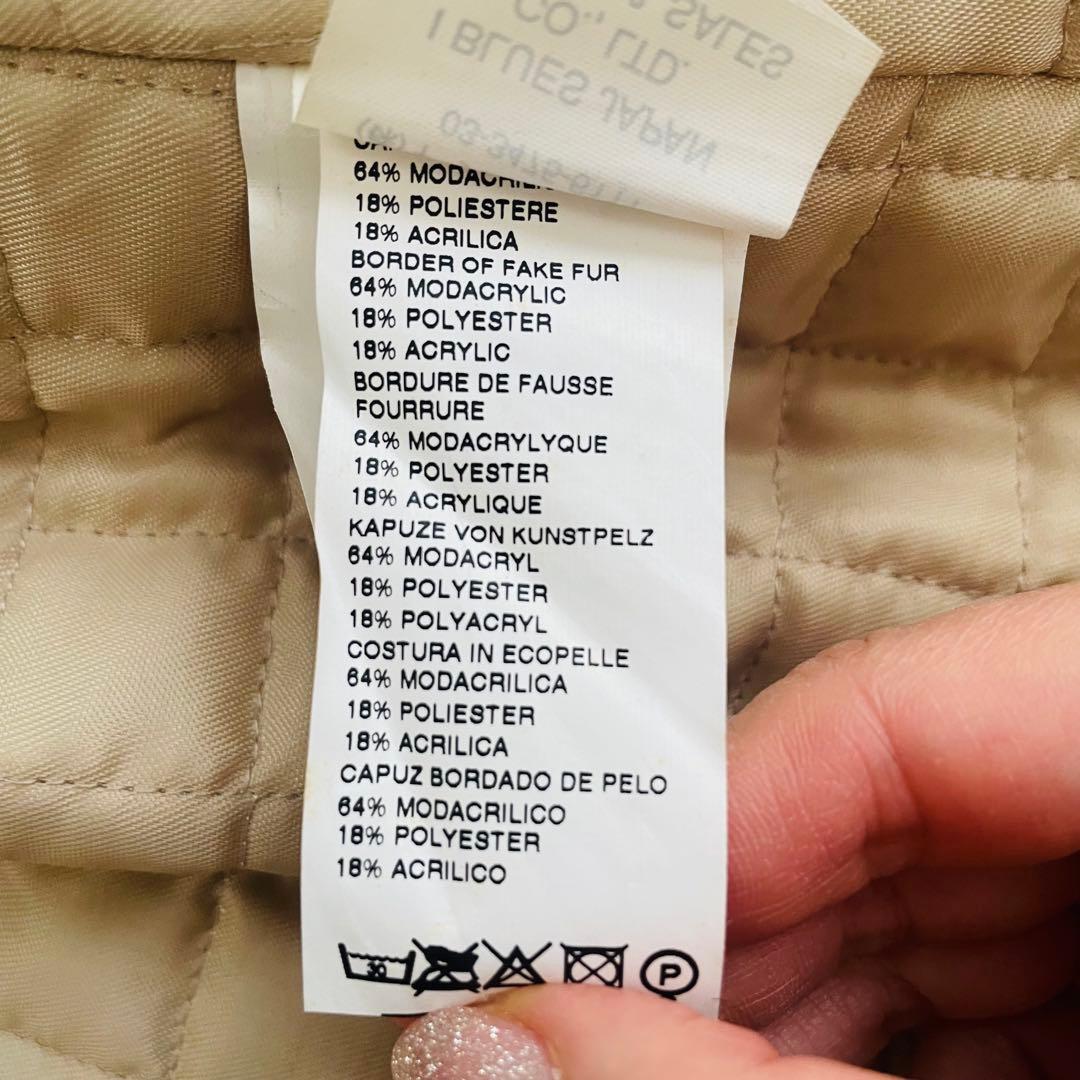 & SALES
CO., LTD.
I BLUES JAPAN
64%
18% POLIESTERE
18% ACRILICA
BORDER OF FAKE FUR
64% MODACRYLIC
18% POLYESTER
18% ACRYLIC
BORDURE DE FAUSSE
FOURRURE
64% MODACRYLYQUE
18% POLYESTER
18% ACRYLIQUE
KAPUZE VON KUNSTPELZ
64% MODACRYL
18% POLYESTER
18% POLYACRYL
COSTURA IN ECOPELLE
64% MODACRILICA
18% POLIESTER
18% ACRILICA
CAPUZ BORDADO DE PELO
64% MODACRILICO
18% POLYESTER
18% ACRILICO
30
P